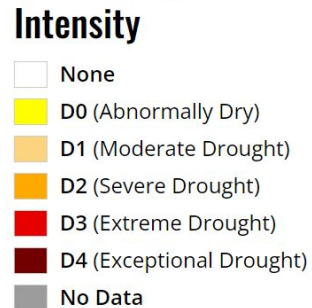 Intensity
None
D0 (Abnormally Dry)
D1 (Moderate Drought)
D2 (Severe Drought)
D3 (Extreme Drought)
D4 (Exceptional Drought)
No Data